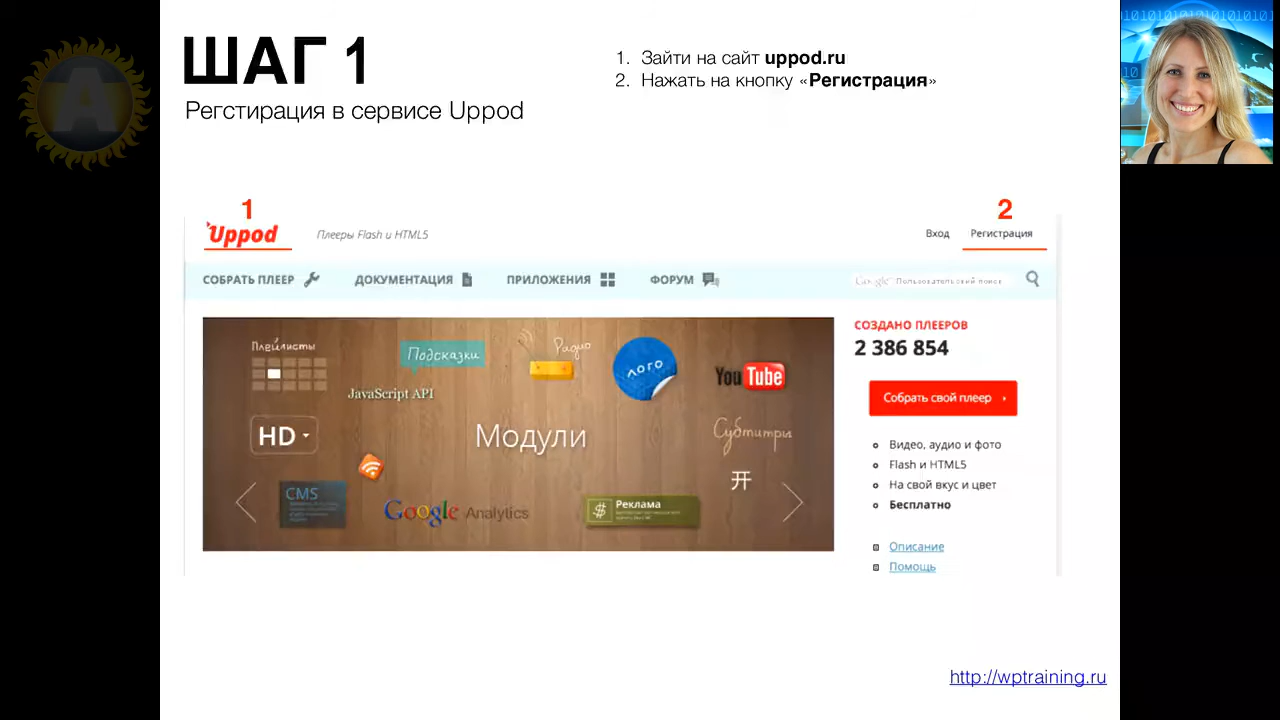 ШАГ 1
Регстирация в сервисе Uppod
1. Зайти на сайт uppod.ru
2. Нажать на кнопку «Регистрация»
1
2
Uppod
Плееры Flash и HTML5
Вход
Регистрация
СОБРАТЬ ПЛЕЕР
ДОКУМЕНТАЦИЯ
ПРИЛОЖЕНИЯ
ФОРУМ
Google Пользовательский поиск
Плейлисты
Подсказки
Радио
ЛОГО
YouTube
JavaScript API
HD
Модули
Субтитры
开
CMS
Google Analytics
Реклама
СОЗДАНО ПЛЕЕРОВ
2 386 854
Собрать свой плеер
Видео, аудио и фото
Flash и HTML5
На свой вкус и цвет
Бесплатно
Описание
Помощь
http://wptraining.ru
A